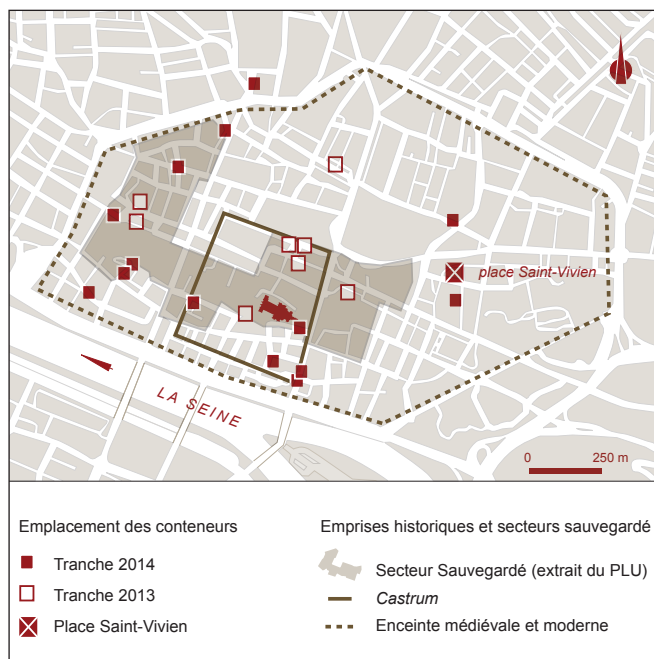 place Saint-Vivien
LA SEINE
0 250 m
Emplacement des conteneurs
Tranche 2014
Tranche 2013
Place Saint-Vivien
Emprises historiques et secteurs sauvegardé
Secteur Sauvegardé (extrait du PLU)
Castrum
Enceinte médiévale et moderne